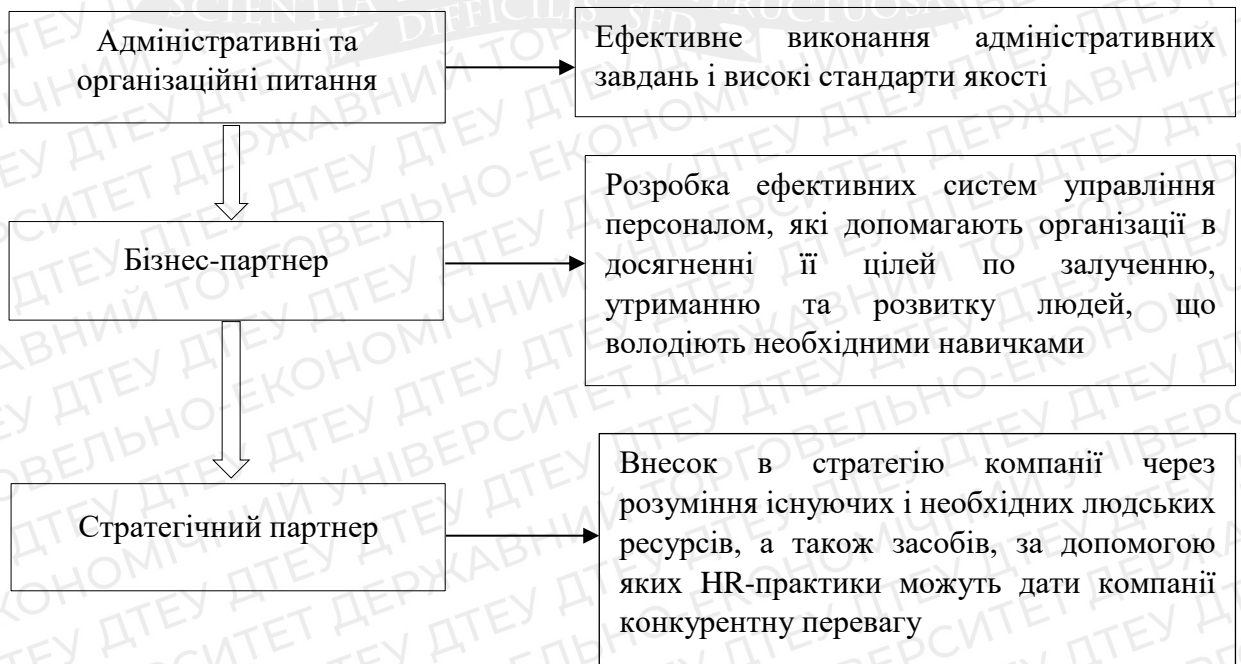 Адміністративні та
організаційні питання
Ефективне виконання адміністративних
завдань і високі стандарти якості
Бізнес-партнер
Розробка ефективних систем управління
персоналом, які допомагають організації в
досягненні її цілей по залученню,
утриманню та розвитку людей, що
володіють необхідними навичками
Стратегічний партнер
Внесок в стратегію компанії через
розуміння існуючих і необхідних людських
ресурсів, а також засобів, за допомогою
яких HR-практики можуть дати компанії
конкурентну перевагу